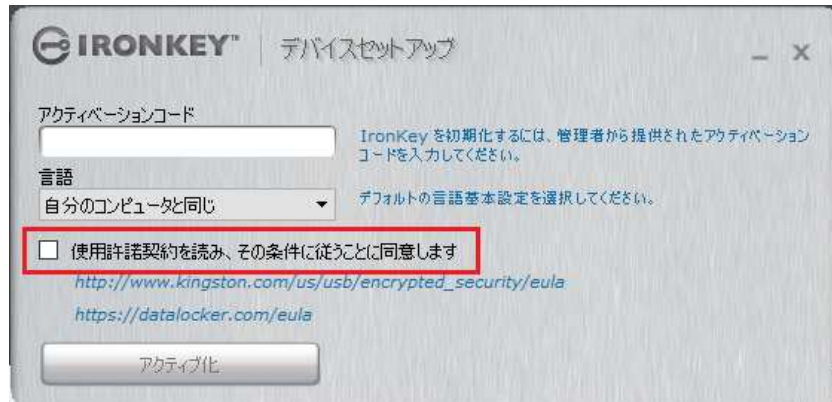 IRONKEY™ デバイスセットアップ
アクティベーションコード
IronKey を初期化するには、管理者から提供されたアクティベーション
コードを入力してください。
言語
自分のコンピュータと同じ
デフォルトの言語基本設定を選択してください。
使用許諾契約を読み、その条件に従うことに同意します
http://www.kingston.com/us/usb/encrypted_security/eula
https://datalocker.com/eula
アクティブ化